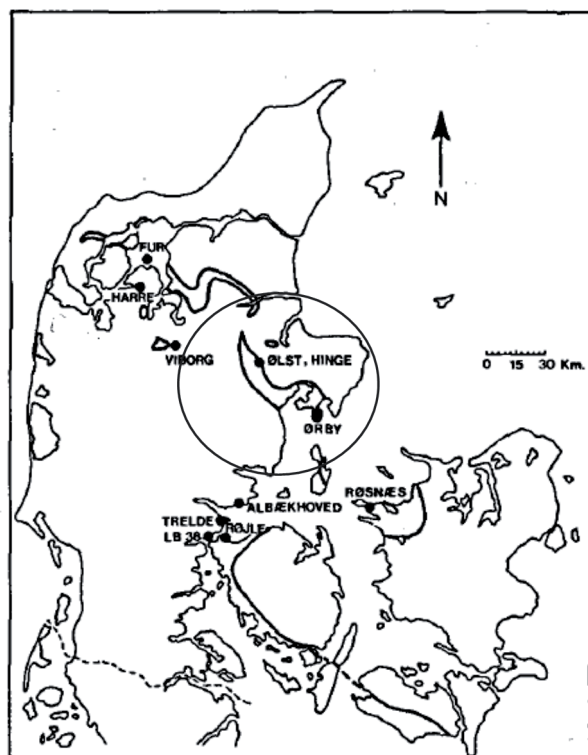 N
FUR
HARRE
VIBORG
ØLST, HINGE
0 15 30 Km.
ØRBY
RØSNÆS
ALBÆKHOVED
TRELDE
RØJLE
LB 38